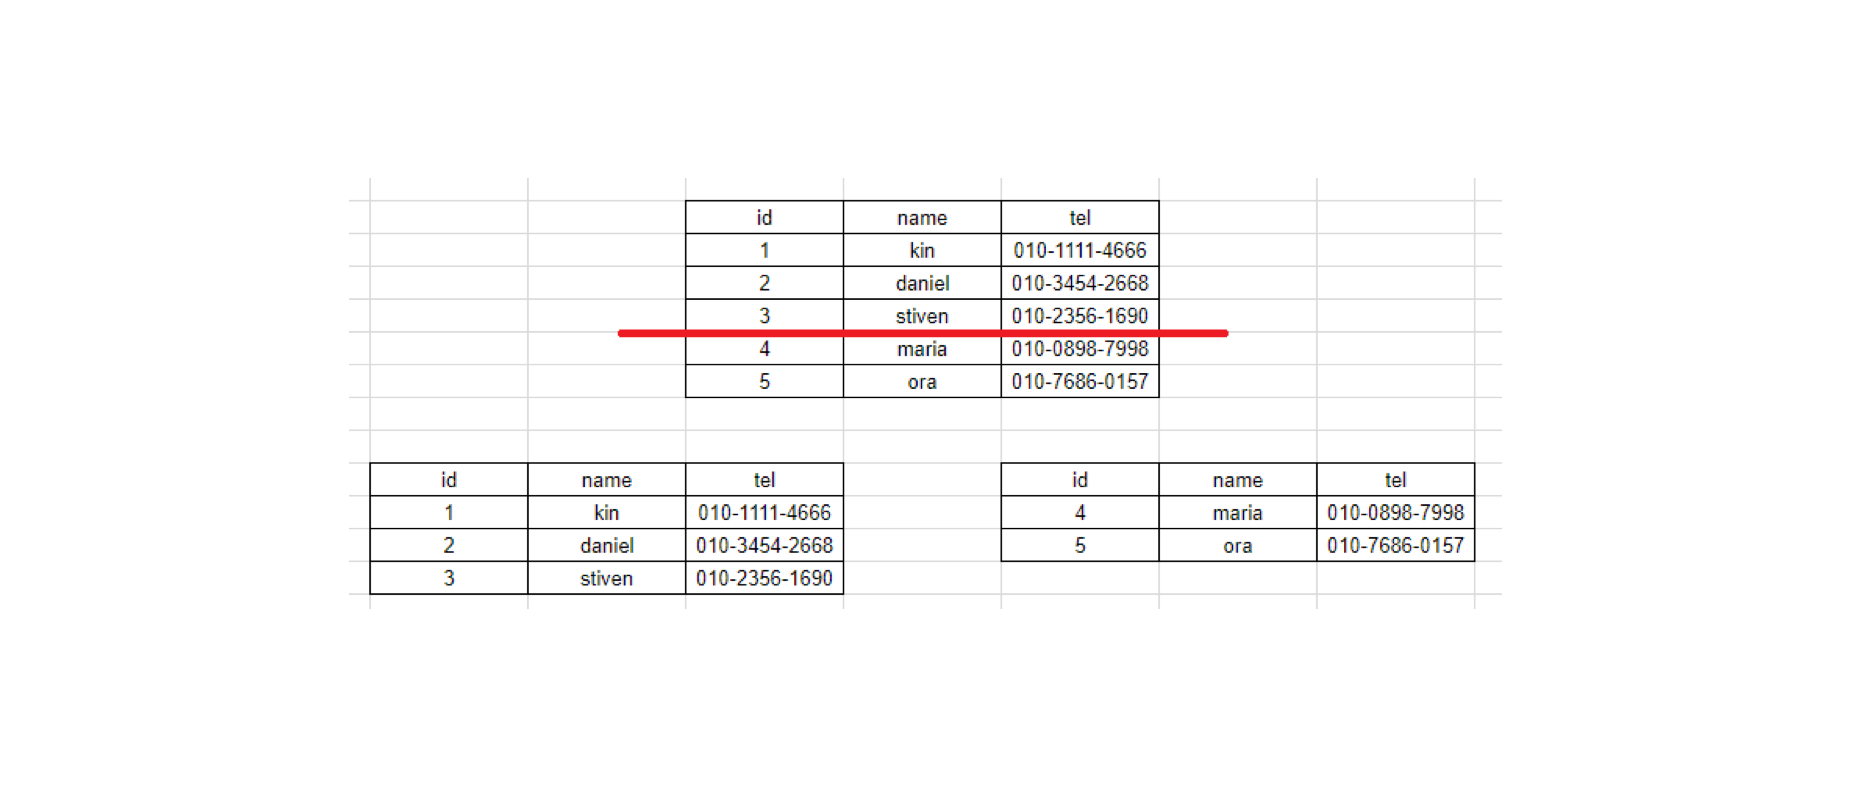 id name tel
1 kin 010-1111-4666
2 daniel 010-3454-2668
3 stiven 010-2356-1690
4 maria 010-0898-7998
5 ora 010-7686-0157
id name tel
1 kin 010-1111-4666
2 daniel 010-3454-2668
3 stiven 010-2356-1690
id name tel
4 maria 010-0898-7998
5 ora 010-7686-0157